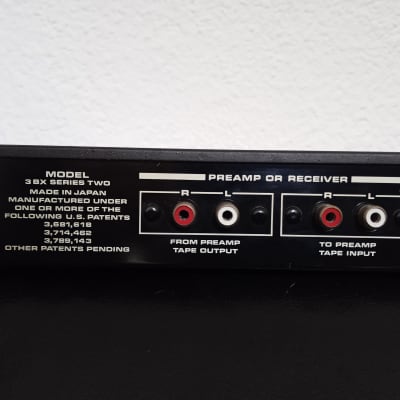 MODEL
3BX SERIES TWO
MADE IN JAPAN
MANUFACTURED UNDER
ONE OR MORE OF THE
FOLLOWING U.S. PATENTS
3,681,618
3,714,462
3,789,143
OTHER PATENTS PENDING
PREAMP OR RECEIVER
R L
R L
FROM PREAMP
TAPE OUTPUT
TO PREAMP
TAPE INPUT